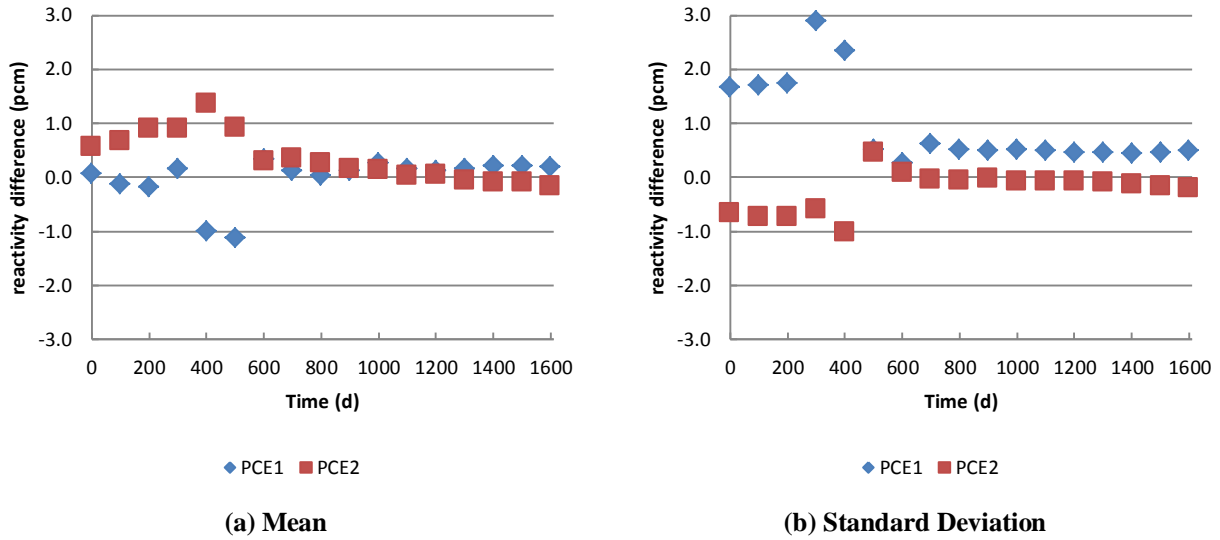 3.0
2.0
1.0
0.0
-1.0
-2.0
-3.0
reactivity difference (pcm)
0 200 400 600 800 1000 1200 1400 1600
Time (d)
PCE1 PCE2
(a) Mean
3.0
2.0
1.0
0.0
-1.0
-2.0
-3.0
reactivity difference (pcm)
0 200 400 600 800 1000 1200 1400 1600
Time (d)
PCE1 PCE2
(b) Standard Deviation